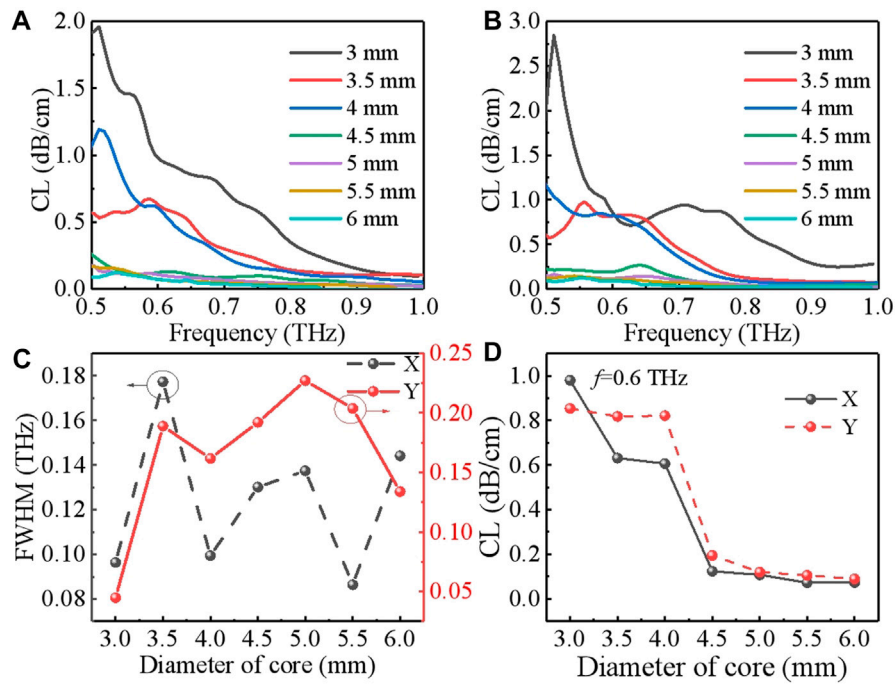 A
CL (dB/cm)
2.0
1.5
1.0
0.5
0.0
3 mm
3.5 mm
4 mm
4.5 mm
5 mm
5.5 mm
6 mm
0.5 0.6 0.7 0.8 0.9 1.0
Frequency (THz)
B
CL (dB/cm)
3.0
2.5
2.0
1.5
1.0
0.5
0.0
3 mm
3.5 mm
4 mm
4.5 mm
5 mm
5.5 mm
6 mm
0.5 0.6 0.7 0.8 0.9 1.0
Frequency (THz)
C
FWHM (THz)
0.18
0.16
0.14
0.12
0.10
0.08
X
Y
0.25
0.20
0.15
0.10
0.05
3.0 3.5 4.0 4.5 5.0 5.5 6.0
Diameter of core (mm)
D
CL (dB/cm)
1.0
0.8
0.6
0.4
0.2
0.0
f=0.6 THz
X
Y
3.0 3.5 4.0 4.5 5.0 5.5 6.0
Diameter of core (mm)